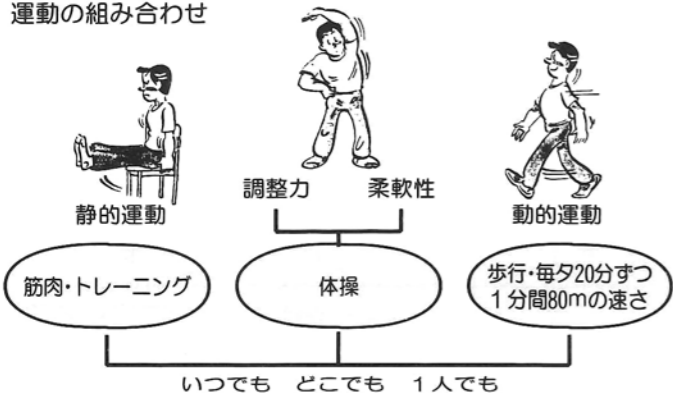 運動の組み合わせ
静的運動
調整力
柔軟性
動的運動
筋肉・トレーニング
体操
歩行・毎夕20分ずつ
1分間80mの速さ
いつでも どこでも 1人でも